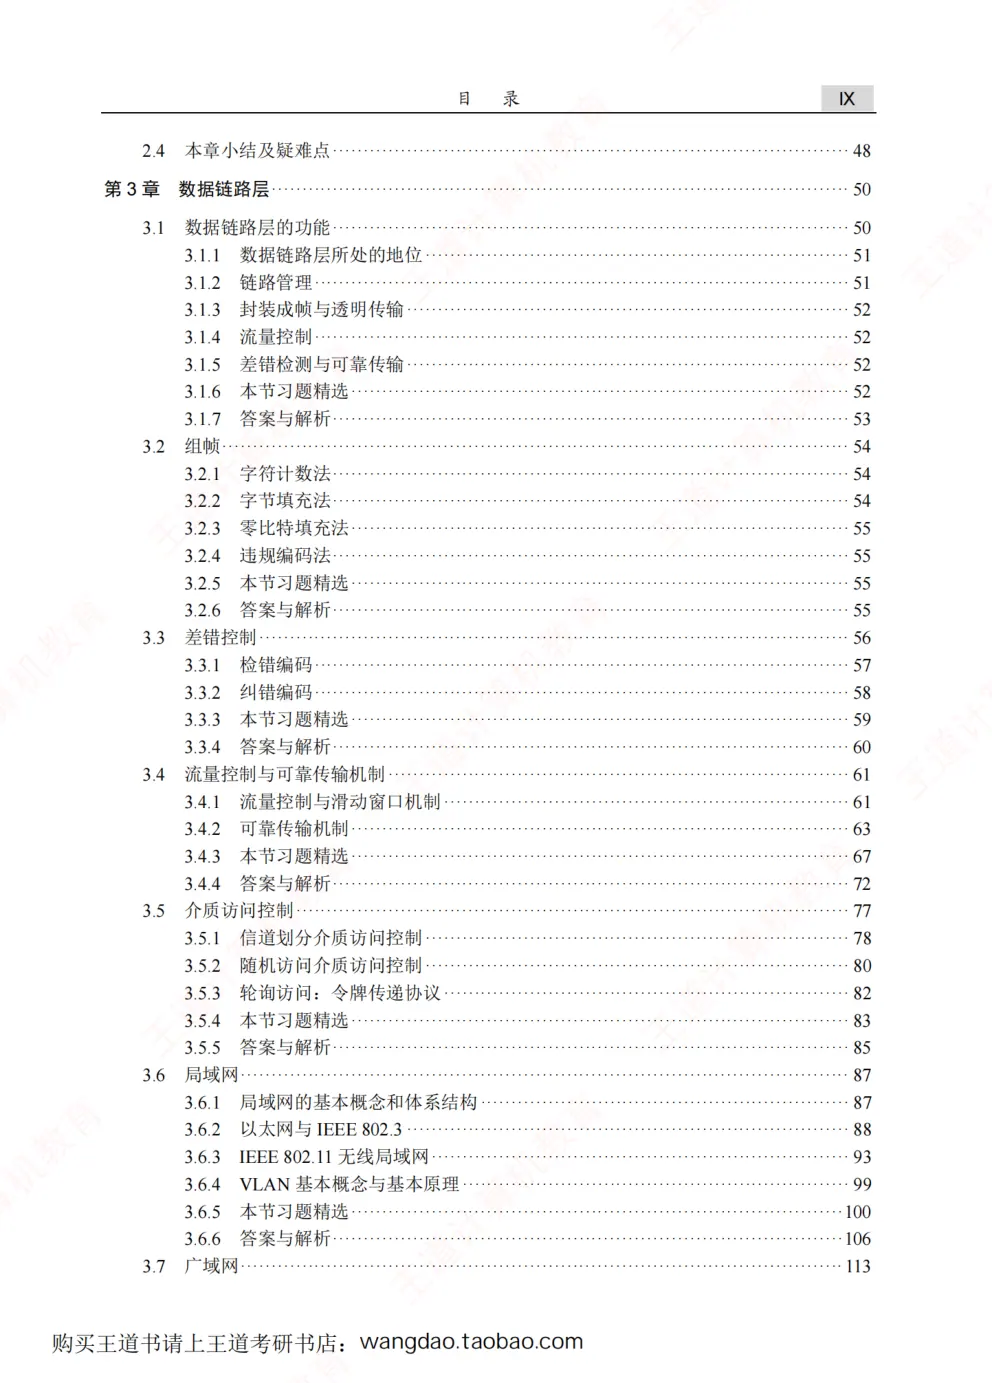 目 录 IX
2.4 本章小结及疑难点 48
第 3 章 数据链路层 50
3.1 数据链路层的功能 50
3.1.1 数据链路层所处的地位 51
3.1.2 链路管理 51
3.1.3 封装成帧与透明传输 52
3.1.4 流量控制 52
3.1.5 差错检测与可靠传输 52
3.1.6 本节习题精选 52
3.1.7 答案与解析 53
3.2 组帧 54
3.2.1 字符计数法 54
3.2.2 字节填充法 54
3.2.3 零比特填充法 55
3.2.4 违规编码法 55
3.2.5 本节习题精选 55
3.2.6 答案与解析 55
3.3 差错控制 56
3.3.1 检错编码 57
3.3.2 纠错编码 58
3.3.3 本节习题精选 59
3.3.4 答案与解析 60
3.4 流量控制与可靠传输机制 61
3.4.1 流量控制与滑动窗口机制 61
3.4.2 可靠传输机制 63
3.4.3 本节习题精选 67
3.4.4 答案与解析 72
3.5 介质访问控制 77
3.5.1 信道划分介质访问控制 78
3.5.2 随机访问介质访问控制 80
3.5.3 轮询访问：令牌传递协议 82
3.5.4 本节习题精选 83
3.5.5 答案与解析 85
3.6 局域网 87
3.6.1 局域网的基本概念和体系结构 87
3.6.2 以太网与 IEEE 802.3 88
3.6.3 IEEE 802.11 无线局域网 93
3.6.4 VLAN 基本概念与基本原理 99
3.6.5 本节习题精选 100
3.6.6 答案与解析 106
3.7 广域网 113
购买王道书请上王道考研书店：wangdao.taobao.com